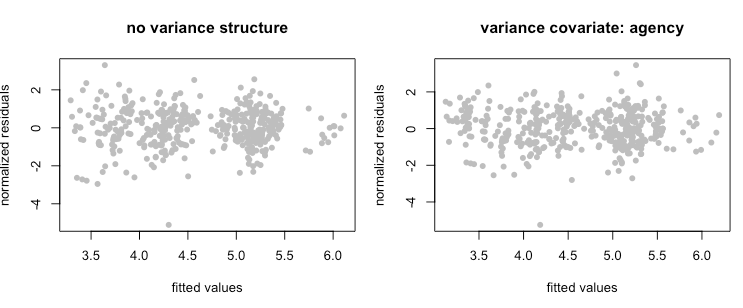 no variance structure
normalized residuals
2
0
-2
-4
3.5 4.0 4.5 5.0 5.5 6.0
fitted values
variance covariate: agency
normalized residuals
2
0
-2
-4
3.5 4.0 4.5 5.0 5.5 6.0
fitted values